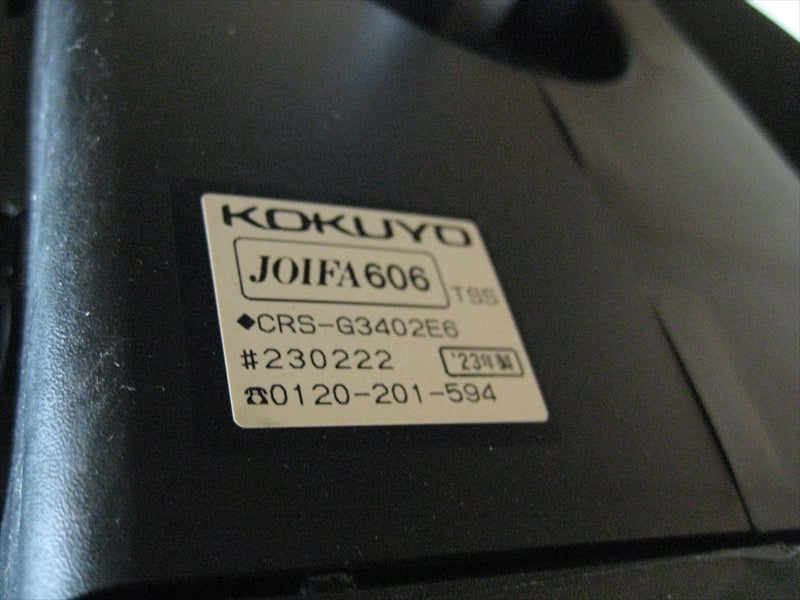 KOKUYO
JOIFA606
TSS
◆CRS-G3402E6
#230222 '23年製
☎0120-201-594